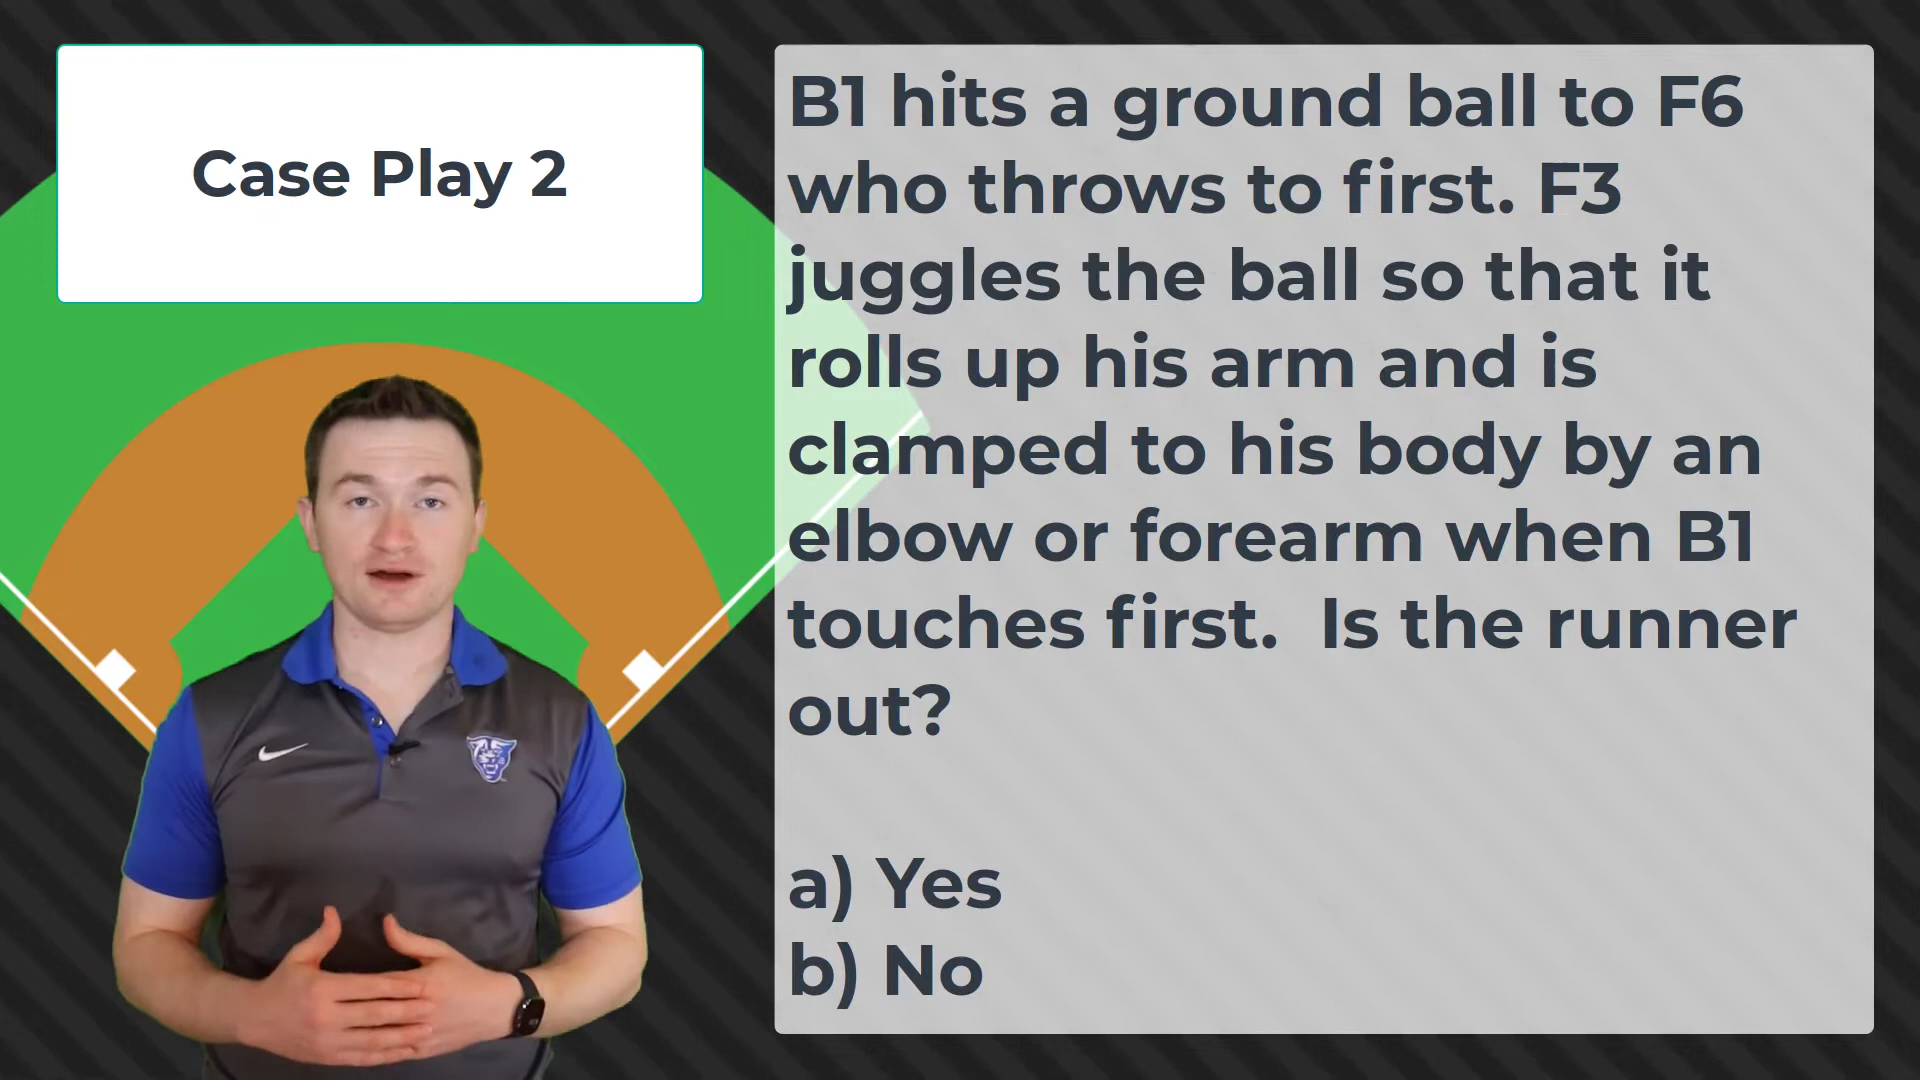 Case Play 2
B1 hits a ground ball to F6
who throws to first. F3
juggles the ball so that it
rolls up his arm and is
clamped to his body by an
elbow or forearm when B1
touches first.  Is the runner
out?
a) Yes
b) No